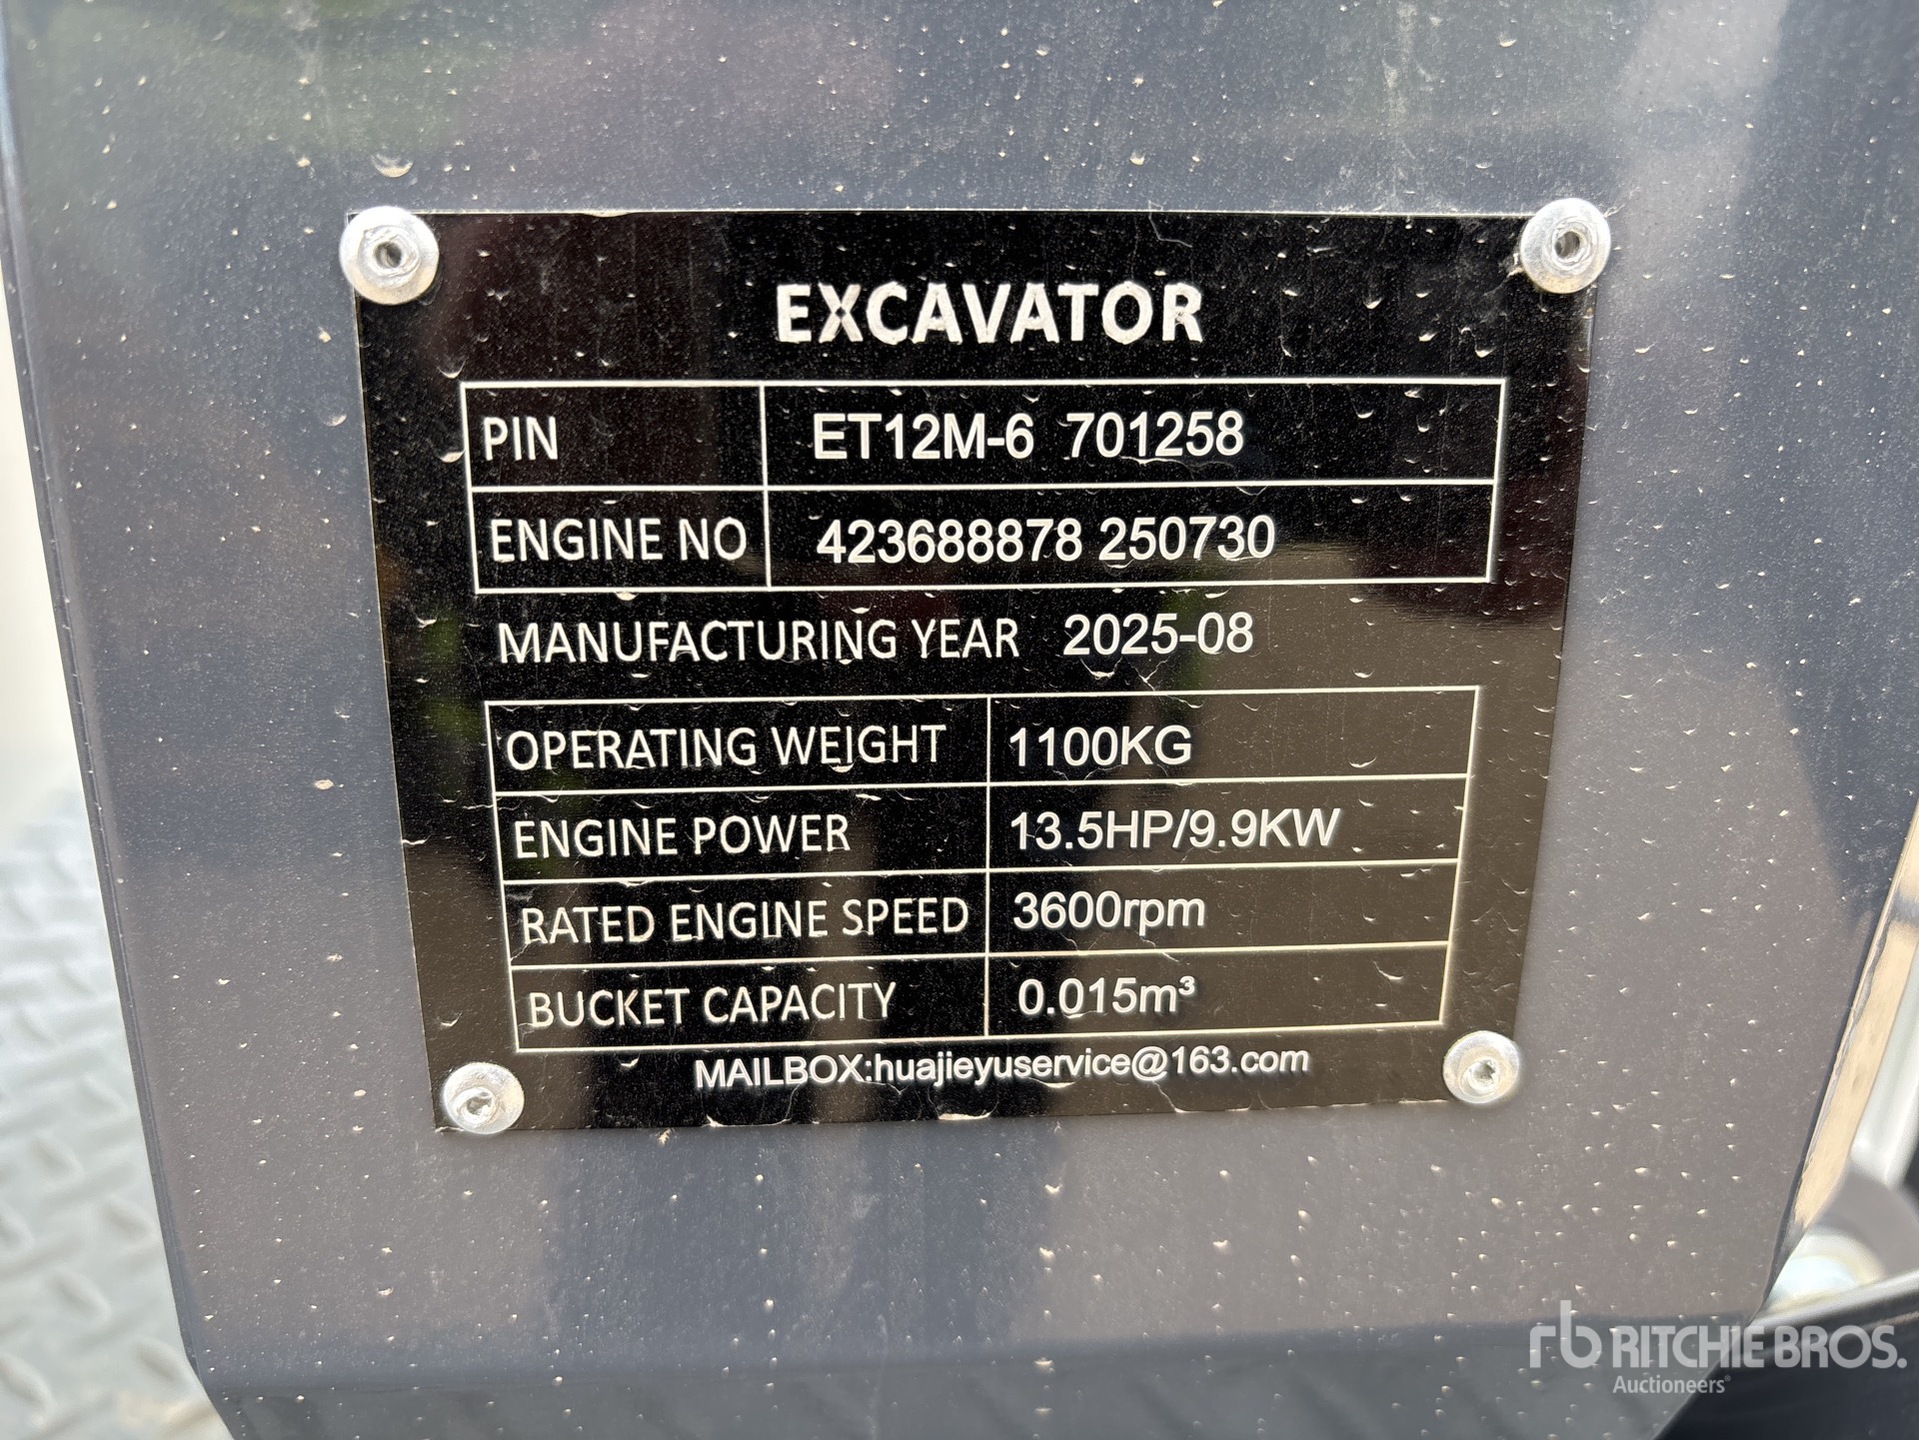 EXCAVATOR
PIN ET12M-6 701258
ENGINE NO 423688878 250730
MANUFACTURING YEAR 2025-08
OPERATING WEIGHT 1100KG
ENGINE POWER 13.5HP/9.9KW
RATED ENGINE SPEED 3600rpm
BUCKET CAPACITY 0.015m³
MAILBOX:huajieyuservice@163.com
rb RITCHIE BROS.
Auctioneers®